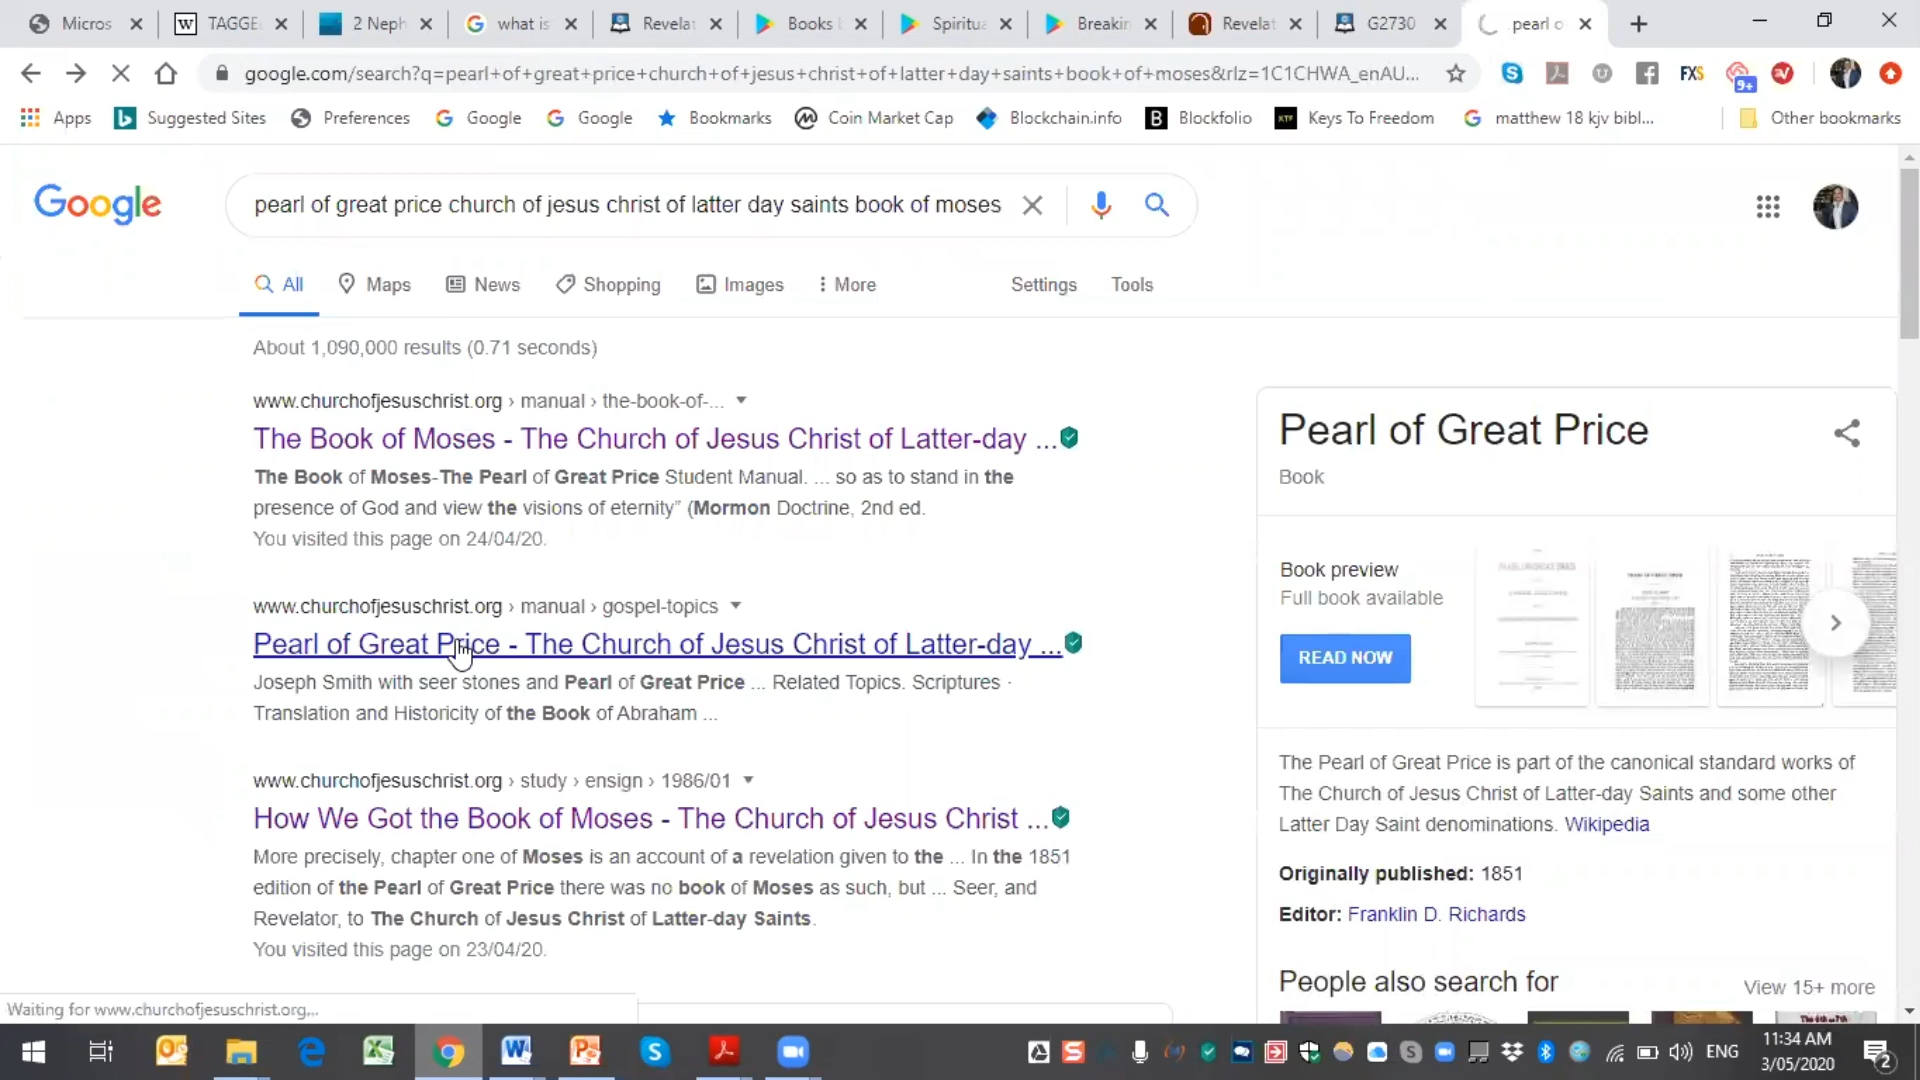 Micros
TAGGE
2 Neph
what is
Revelat
Books
Spiritua
Breakin
Revelat
G2730
pearl o
google.com/search?q=pearl+of+great+price+church+of+jesus+christ+of+latter+day+saints+book+of+moses&rlz=1C1CHWA_enAU...
FXS
9+
Apps
Suggested Sites
Preferences
Google
Google
Bookmarks
Coin Market Cap
Blockchain.info
Blockfolio
Keys To Freedom
matthew 18 kjv bibl...
Other bookmarks
Google
pearl of great price church of jesus christ of latter day saints book of moses
All
Maps
News
Shopping
Images
More
Settings
Tools
About 1,090,000 results (0.71 seconds)
www.churchofjesuschrist.org › manual › the-book-of-...
The Book of Moses - The Church of Jesus Christ of Latter-day ...
The Book of Moses-The Pearl of Great Price Student Manual. ... so as to stand in the
presence of God and view the visions of eternity” (Mormon Doctrine, 2nd ed.
You visited this page on 24/04/20.
www.churchofjesuschrist.org › manual › gospel-topics
Pearl of Great Price - The Church of Jesus Christ of Latter-day ...
Joseph Smith with seer stones and Pearl of Great Price ... Related Topics. Scriptures ·
Translation and Historicity of the Book of Abraham ...
www.churchofjesuschrist.org › study › ensign › 1986/01
How We Got the Book of Moses - The Church of Jesus Christ ...
More precisely, chapter one of Moses is an account of a revelation given to the ... In the 1851
edition of the Pearl of Great Price there was no book of Moses as such, but ... Seer, and
Revelator, to The Church of Jesus Christ of Latter-day Saints.
You visited this page on 23/04/20.
Pearl of Great Price
Book
Book preview
Full book available
READ NOW
The Pearl of Great Price is part of the canonical standard works of
The Church of Jesus Christ of Latter-day Saints and some other
Latter Day Saint denominations. Wikipedia
Originally published: 1851
Editor: Franklin D. Richards
People also search for
View 15+ more
Waiting for www.churchofjesuschrist.org...
ENG
11:34 AM
3/05/2020
2